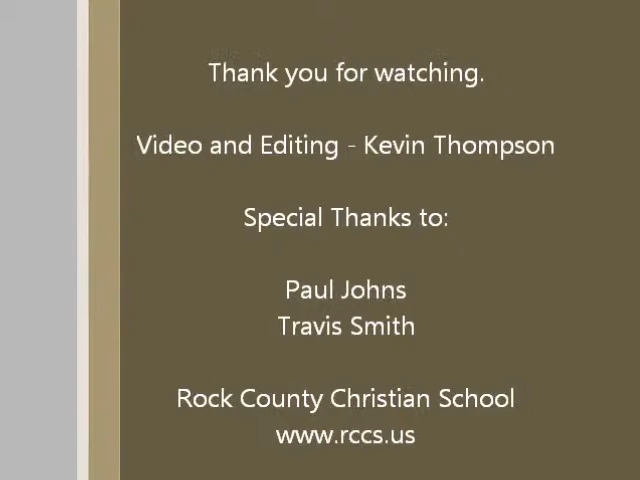 Thank you for watching.
Video and Editing - Kevin Thompson
Special Thanks to:
Paul Johns
Travis Smith
Rock County Christian School
www.rccs.us